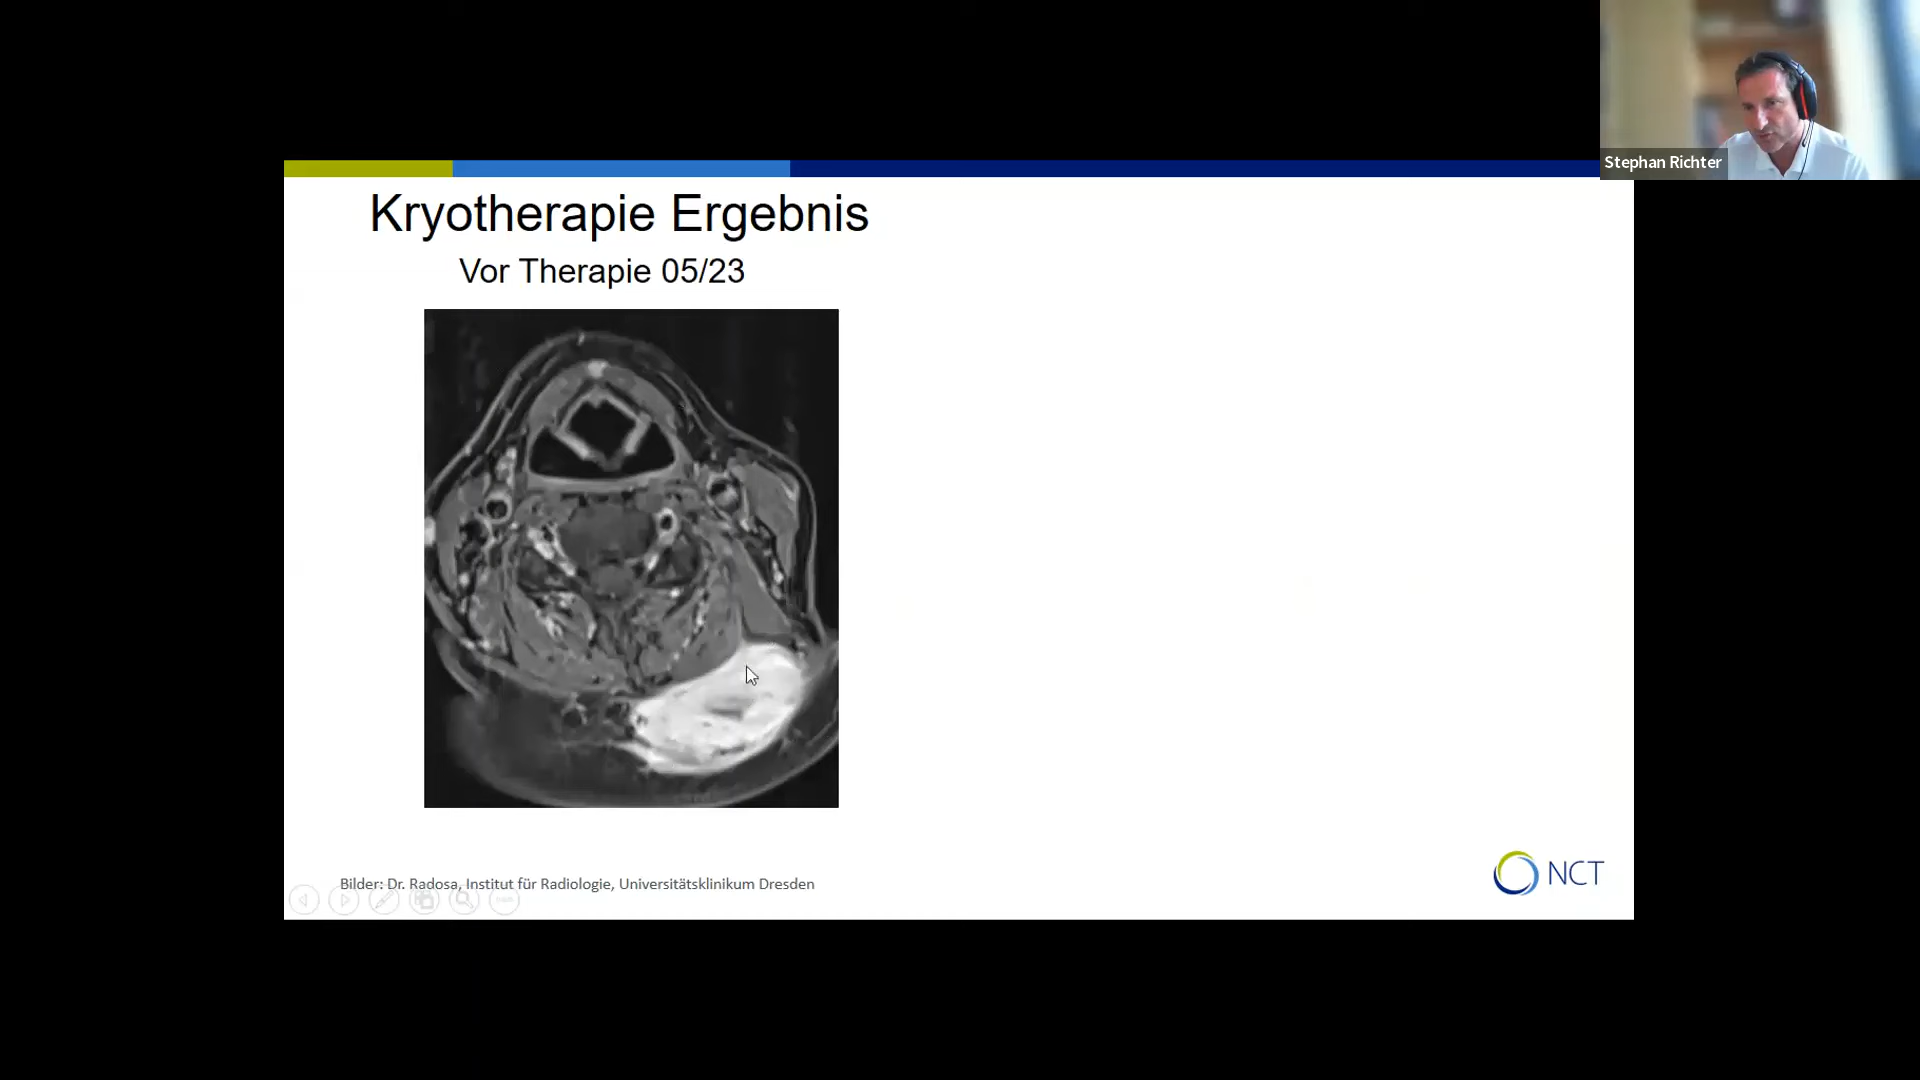 Stephan Richter
Kryotherapie Ergebnis
Vor Therapie 05/23
Bilder: Dr. Radosa, Institut für Radiologie, Universitätsklinikum Dresden
NCT